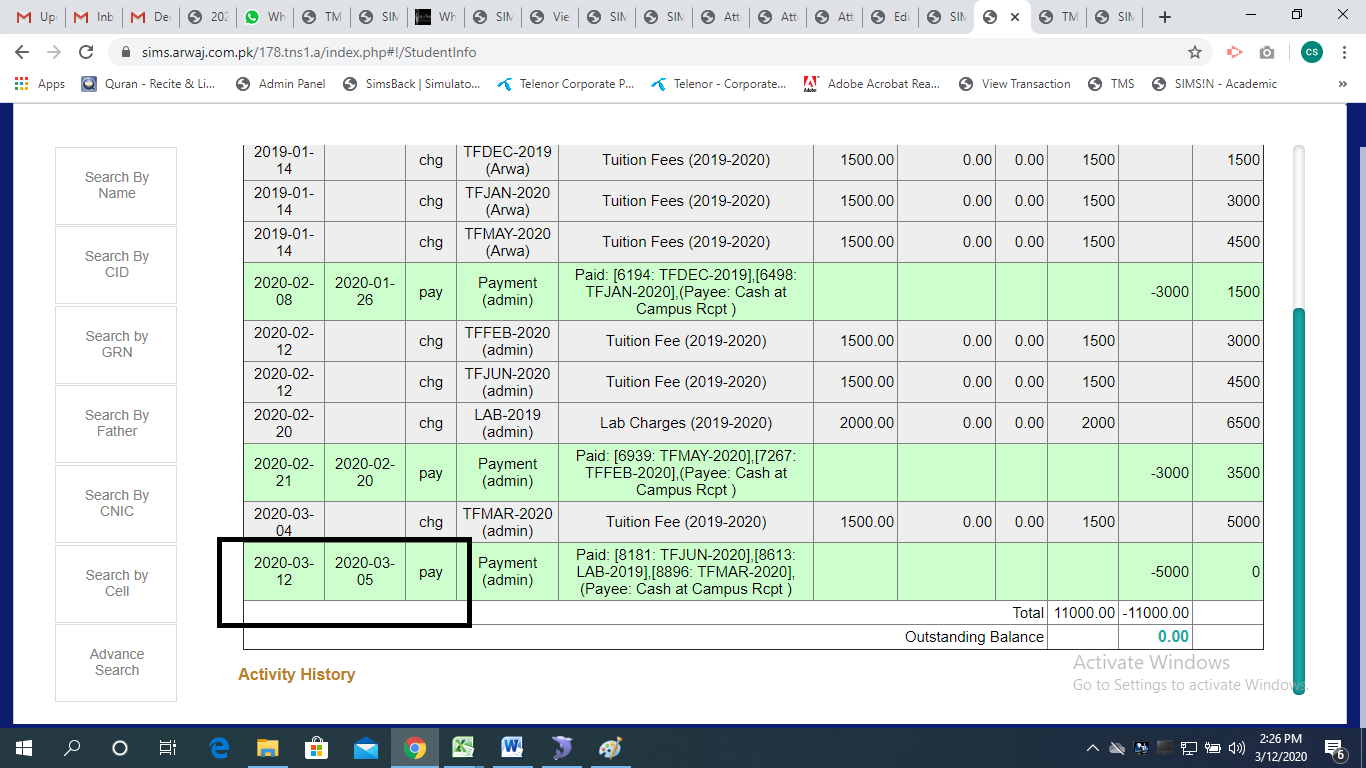 Up
Inb
De
202
Wh
TM
SIM
Wh
SIM
Vie
SIM
SIM
Att
Att
Att
Edi
SIM
TM
SIM
sims.arwaj.com.pk/178.tns1.a/index.php#!/StudentInfo
CS
Apps
Quran - Recite & Li...
Admin Panel
SimsBack | Simulato...
Telenor Corporate P...
Telenor - Corporate...
Adobe Acrobat Rea...
View Transaction
TMS
SIMS!N - Academic
»
Search By
Name
Search By
CID
Search by
GRN
Search By
Father
Search By
CNIC
Search by
Cell
Advance
Search
2019-01-14 chg TFDEC-2019 (Arwa) Tuition Fees (2019-2020) 1500.00 0.00 0.00 1500 1500
2019-01-14 chg TFJAN-2020 (Arwa) Tuition Fees (2019-2020) 1500.00 0.00 0.00 1500 3000
2019-01-14 chg TFMAY-2020 (Arwa) Tuition Fees (2019-2020) 1500.00 0.00 0.00 1500 4500
2020-02-08 2020-01-26 pay Payment (admin) Paid: [6194: TFDEC-2019],[6498: TFJAN-2020],(Payee: Cash at Campus Rcpt ) -3000 1500
2020-02-12 chg TFFEB-2020 (admin) Tuition Fee (2019-2020) 1500.00 0.00 0.00 1500 3000
2020-02-12 chg TFJUN-2020 (admin) Tuition Fee (2019-2020) 1500.00 0.00 0.00 1500 4500
2020-02-20 chg LAB-2019 (admin) Lab Charges (2019-2020) 2000.00 0.00 0.00 2000 6500
2020-02-21 2020-02-20 pay Payment (admin) Paid: [6939: TFMAY-2020],[7267: TFFEB-2020],(Payee: Cash at Campus Rcpt ) -3000 3500
2020-03-04 chg TFMAR-2020 (admin) Tuition Fee (2019-2020) 1500.00 0.00 0.00 1500 5000
2020-03-12 2020-03-05 pay Payment (admin) Paid: [8181: TFJUN-2020],[8613: LAB-2019],[8896: TFMAR-2020],(Payee: Cash at Campus Rcpt ) -5000 0
Total 11000.00 -11000.00
Outstanding Balance 0.00
Activity History
Activate Windows
Go to Settings to activate Windows.
2:26 PM
3/12/2020
6